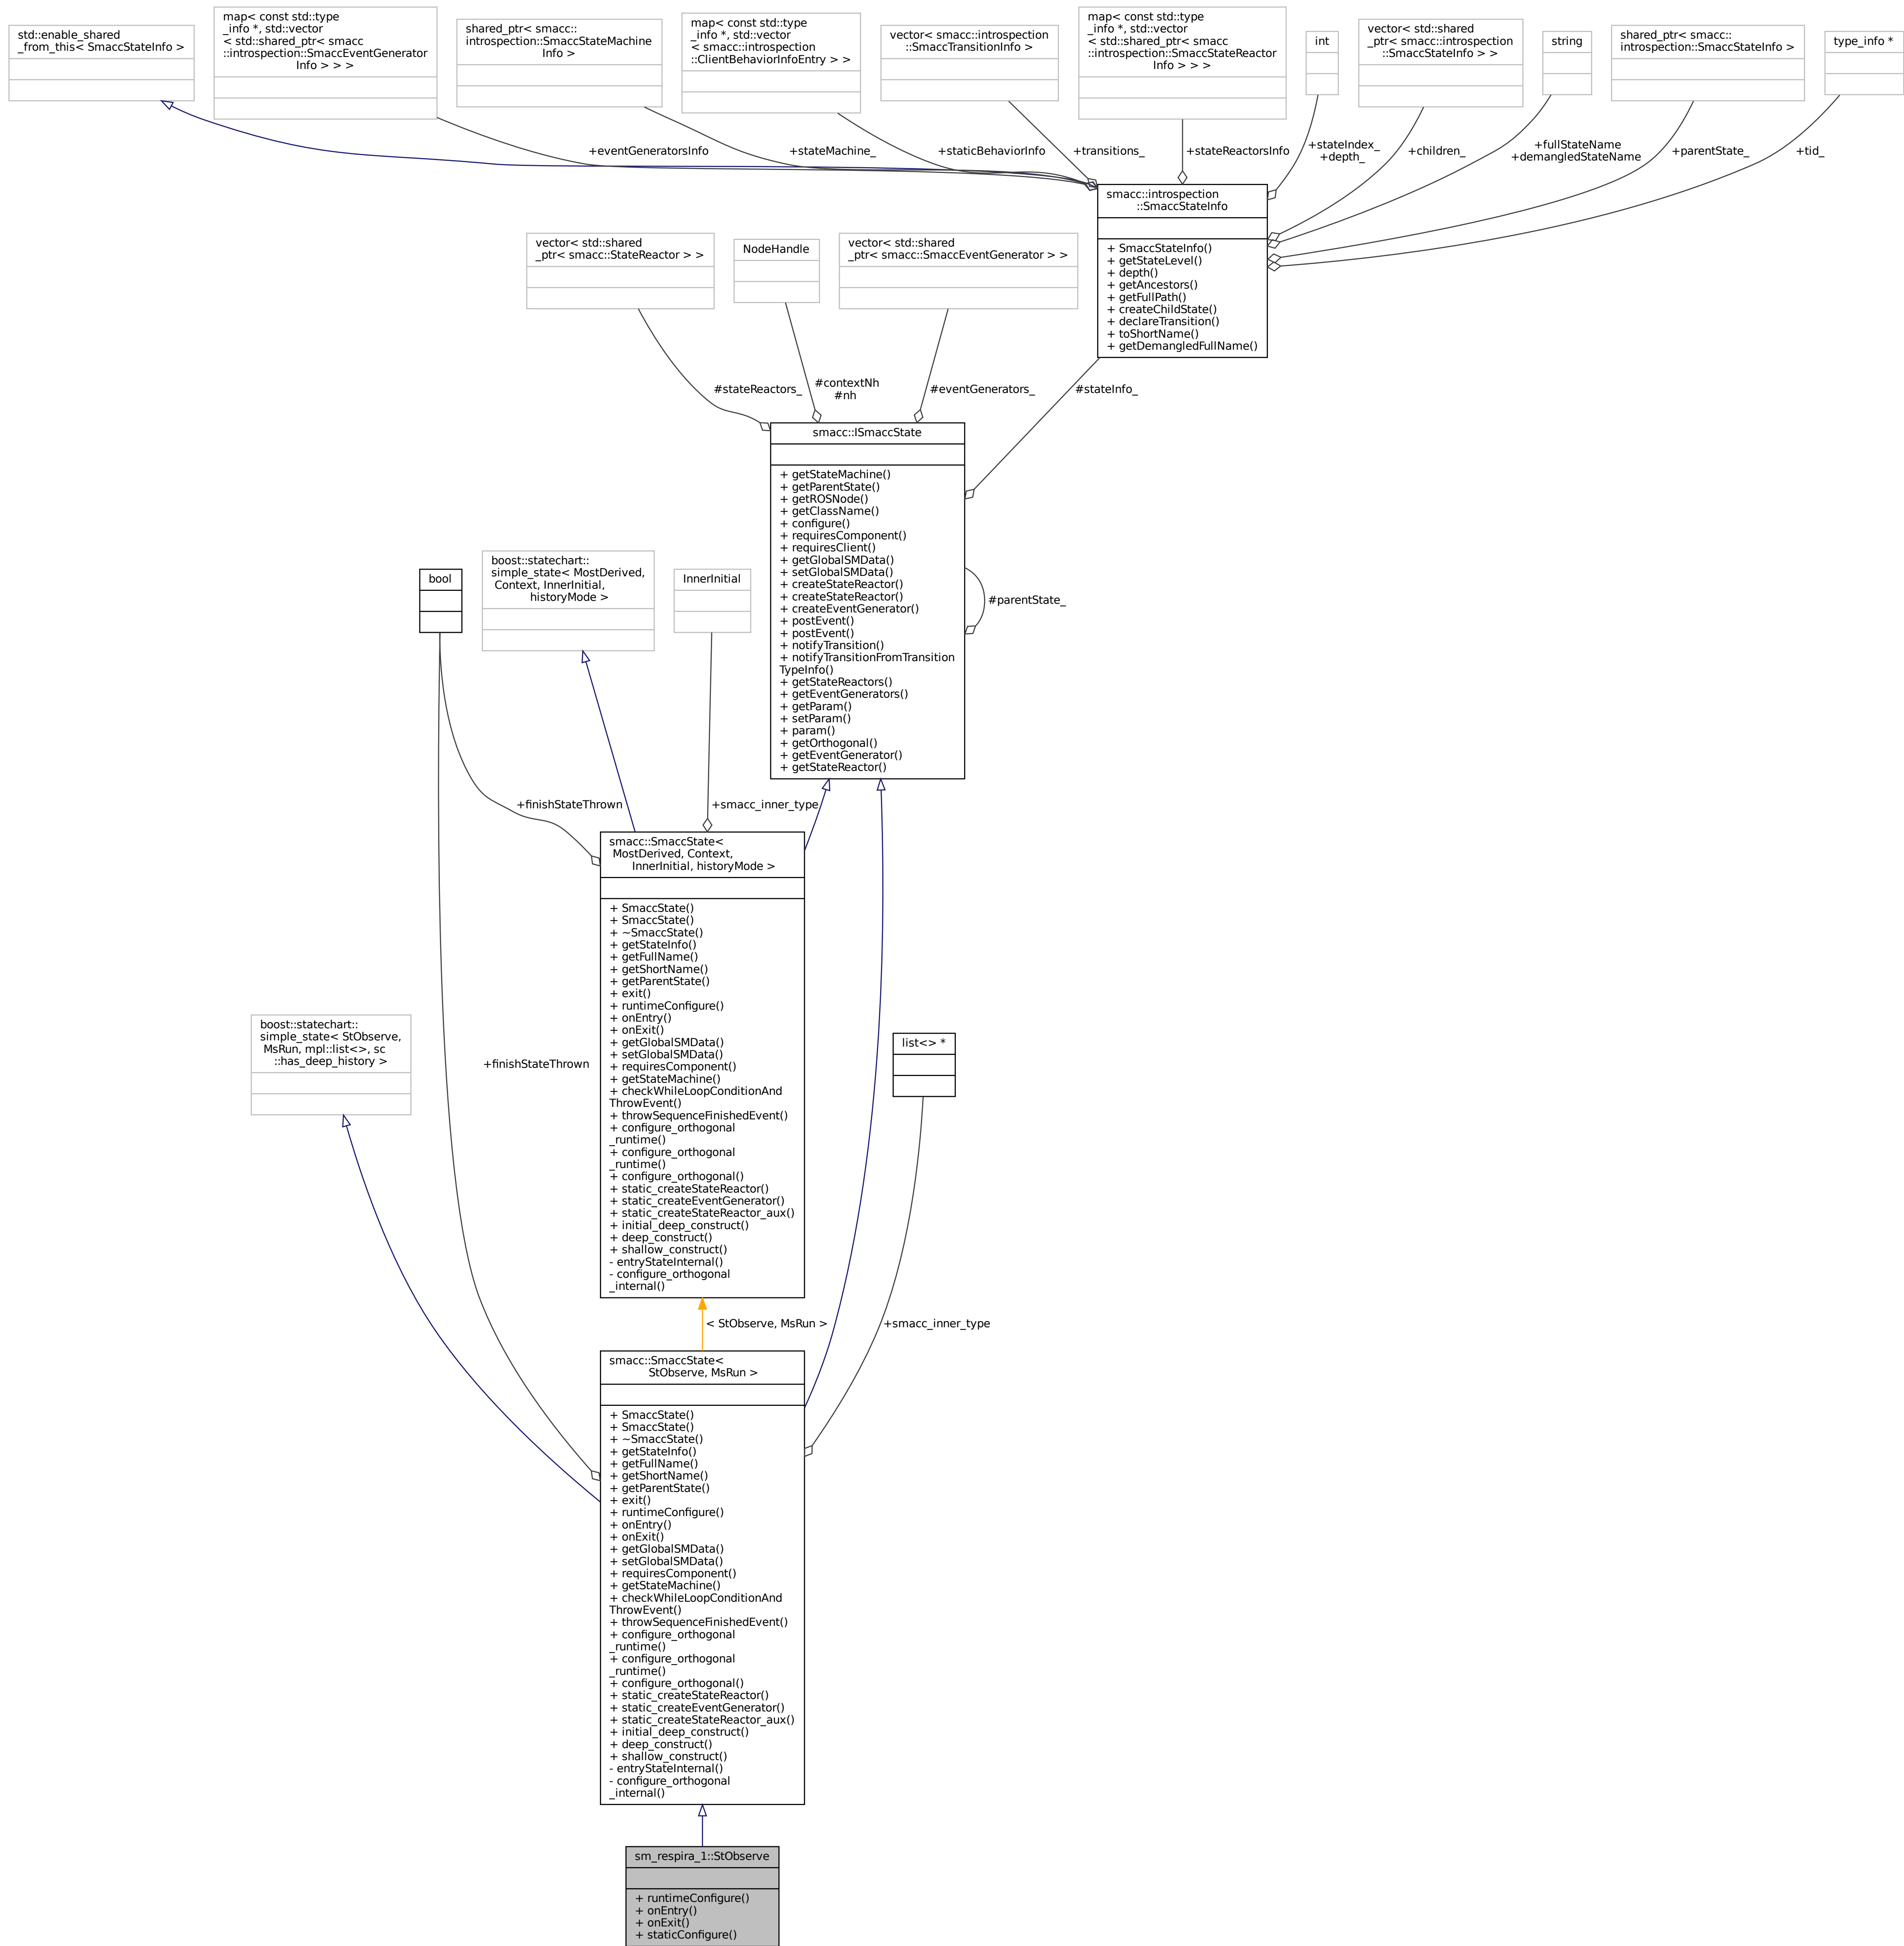 std::enable_shared
_from_this< SmaccStateInfo >
map< const std::type
_info *, std::vector
< std::shared_ptr< smacc
::introspection::SmaccEventGenerator
Info > > >
shared_ptr< smacc::
introspection::SmaccStateMachine
Info >
map< const std::type
_info *, std::vector
< smacc::introspection
::ClientBehaviorInfoEntry > >
vector< smacc::introspection
::SmaccTransitionInfo >
map< const std::type
_info *, std::vector
< std::shared_ptr< smacc
::introspection::SmaccStateReactor
Info > > >
int
vector< std::shared
_ptr< smacc::introspection
::SmaccStateInfo > >
string
shared_ptr< smacc::
introspection::SmaccStateInfo >
type_info *
+eventGeneratorsInfo
+stateMachine_
+staticBehaviorInfo
+transitions_
+stateReactorsInfo
+stateIndex_
+depth_
+children_
+fullStateName
+demangledStateName
+parentState_
+tid_
smacc::introspection
::SmaccStateInfo
+ SmaccStateInfo()
+ getStateLevel()
+ depth()
+ getAncestors()
+ getFullPath()
+ createChildState()
+ declareTransition()
+ toShortName()
+ getDemangledFullName()
vector< std::shared
_ptr< smacc::StateReactor > >
NodeHandle
vector< std::shared
_ptr< smacc::SmaccEventGenerator > >
#stateReactors_
#contextNh
#nh
#eventGenerators_
#stateInfo_
smacc::ISmaccState
+ getStateMachine()
+ getParentState()
+ getROSNode()
+ getClassName()
+ configure()
+ requiresComponent()
+ requiresClient()
+ getGlobalSMData()
+ setGlobalSMData()
+ createStateReactor()
+ createStateReactor()
+ createEventGenerator()
+ postEvent()
+ postEvent()
+ notifyTransition()
+ notifyTransitionFromTransition
TypeInfo()
+ getStateReactors()
+ getEventGenerators()
+ getParam()
+ setParam()
+ param()
+ getOrthogonal()
+ getEventGenerator()
+ getStateReactor()
#parentState_
bool
boost::statechart::
simple_state< MostDerived,
Context, InnerInitial,
historyMode >
InnerInitial
+finishStateThrown
+smacc_inner_type
smacc::SmaccState<
MostDerived, Context,
InnerInitial, historyMode >
+ SmaccState()
+ SmaccState()
+ ~SmaccState()
+ getStateInfo()
+ getFullName()
+ getShortName()
+ getParentState()
+ exit()
+ runtimeConfigure()
+ onEntry()
+ onExit()
+ getGlobalSMData()
+ setGlobalSMData()
+ requiresComponent()
+ getStateMachine()
+ checkWhileLoopConditionAnd
ThrowEvent()
+ throwSequenceFinishedEvent()
+ configure_orthogonal
_runtime()
+ configure_orthogonal
_runtime()
+ configure_orthogonal()
+ static_createStateReactor()
+ static_createEventGenerator()
+ static_createStateReactor_aux()
+ initial_deep_construct()
+ deep_construct()
+ shallow_construct()
- entryStateInternal()
- configure_orthogonal
_internal()
boost::statechart::
simple_state< StObserve,
MsRun, mpl::list<>, sc
::has_deep_history >
+finishStateThrown
list<> *
< StObserve, MsRun >
+smacc_inner_type
smacc::SmaccState<
StObserve, MsRun >
+ SmaccState()
+ SmaccState()
+ ~SmaccState()
+ getStateInfo()
+ getFullName()
+ getShortName()
+ getParentState()
+ exit()
+ runtimeConfigure()
+ onEntry()
+ onExit()
+ getGlobalSMData()
+ setGlobalSMData()
+ requiresComponent()
+ getStateMachine()
+ checkWhileLoopConditionAnd
ThrowEvent()
+ throwSequenceFinishedEvent()
+ configure_orthogonal
_runtime()
+ configure_orthogonal
_runtime()
+ configure_orthogonal()
+ static_createStateReactor()
+ static_createEventGenerator()
+ static_createStateReactor_aux()
+ initial_deep_construct()
+ deep_construct()
+ shallow_construct()
- entryStateInternal()
- configure_orthogonal
_internal()
sm_respira_1::StObserve
+ runtimeConfigure()
+ onEntry()
+ onExit()
+ staticConfigure()